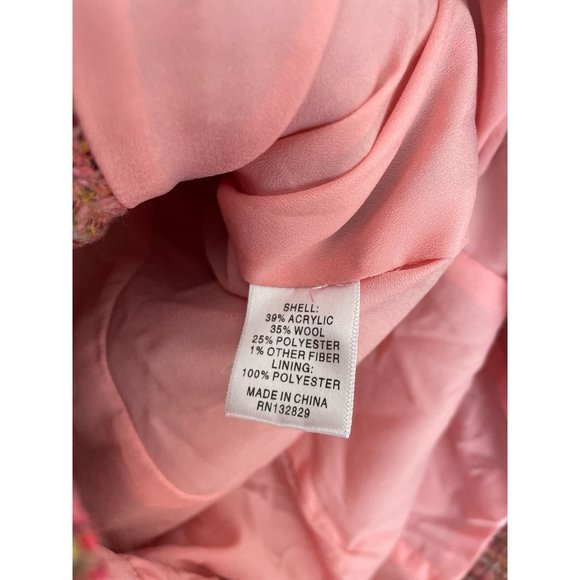 SHELL:
39% ACRYLIC
35% WOOL
25% POLYESTER
1% OTHER FIBER
LINING:
100% POLYESTER
MADE IN CHINA
RN132829